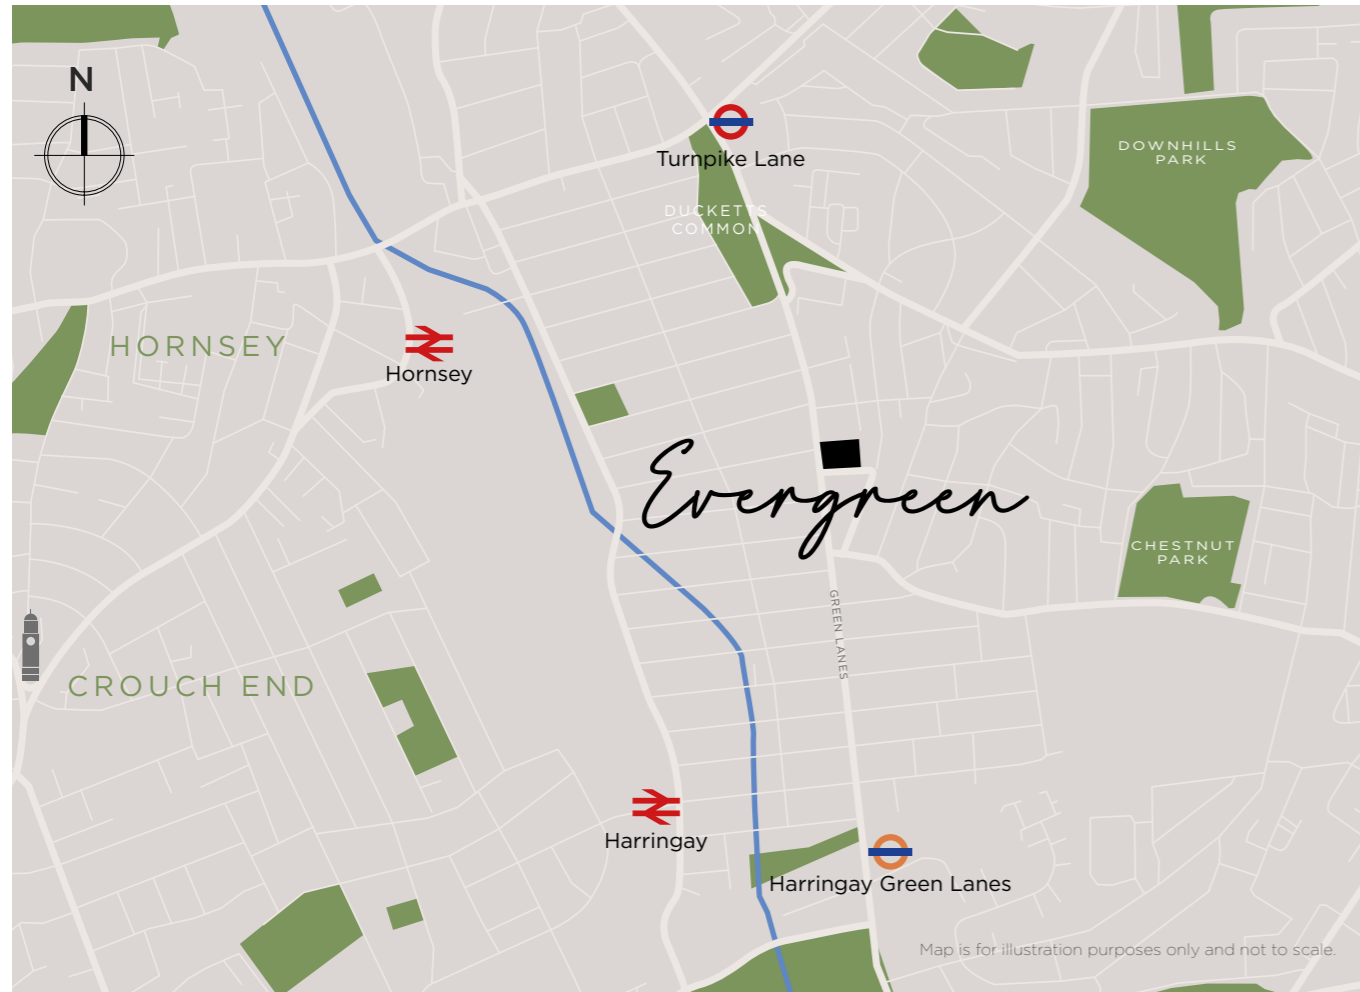 N
Turnpike Lane
DOWNHILLS
PARK
DUCKETTS
COMMON
HORNSEY
Hornsey
Evergreen
CHESTNUT
PARK
GREEN LANES
CROUCH END
Harringay
Harringay Green Lanes
Map is for illustration purposes only and not to scale.